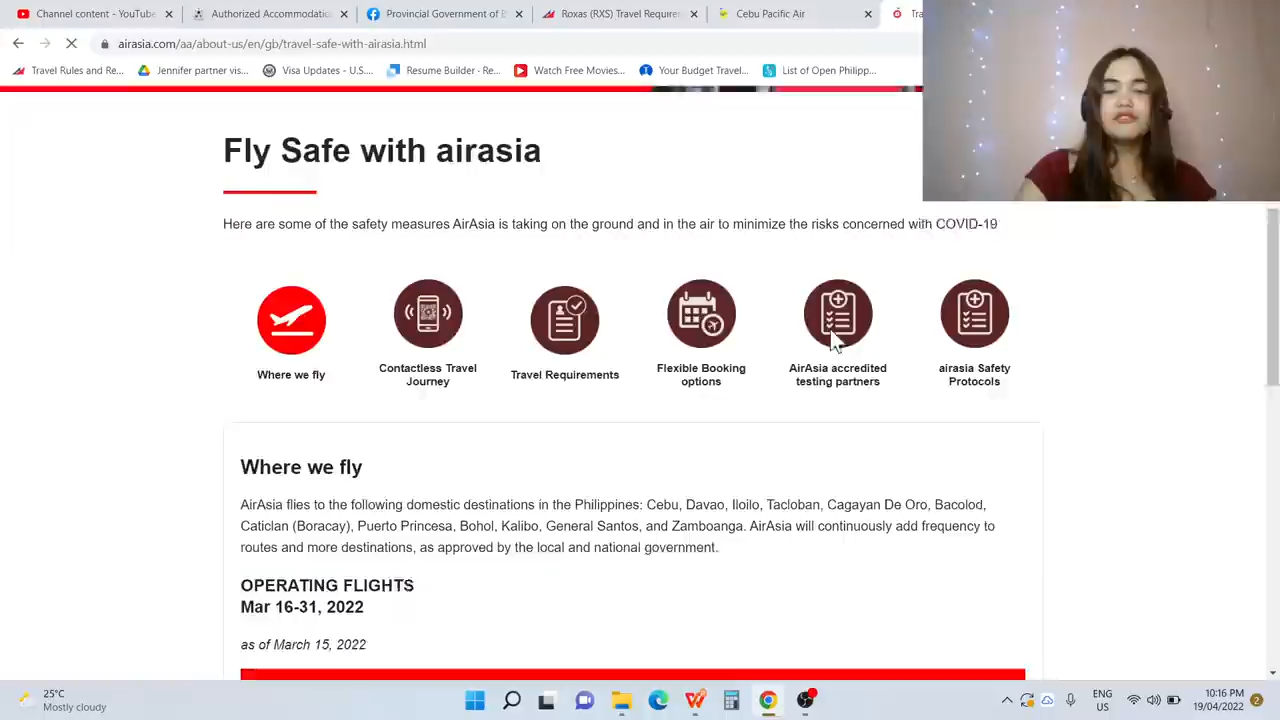 Channel content - YouTube
Authorized Accommodation
Provincial Government of B
Roxas (RXS) Travel Require
Cebu Pacific Air
Tra
airasia.com/aa/about-us/en/gb/travel-safe-with-airasia.html
Travel Rules and Re...
Jennifer partner vis...
Visa Updates - U.S....
Resume Builder · Re...
Watch Free Movies...
Your Budget Travel...
List of Open Philipp...
Fly Safe with airasia
Here are some of the safety measures AirAsia is taking on the ground and in the air to minimize the risks concerned with COVID-19
Where we fly
Contactless Travel
Journey
Travel Requirements
Flexible Booking
options
AirAsia accredited
testing partners
airasia Safety
Protocols
Where we fly
AirAsia flies to the following domestic destinations in the Philippines: Cebu, Davao, Iloilo, Tacloban, Cagayan De Oro, Bacolod,
Caticlan (Boracay), Puerto Princesa, Bohol, Kalibo, General Santos, and Zamboanga. AirAsia will continuously add frequency to
routes and more destinations, as approved by the local and national government.
OPERATING FLIGHTS
Mar 16-31, 2022
as of March 15, 2022
25°C
Mostly cloudy
ENG
US
10:16 PM
19/04/2022
2